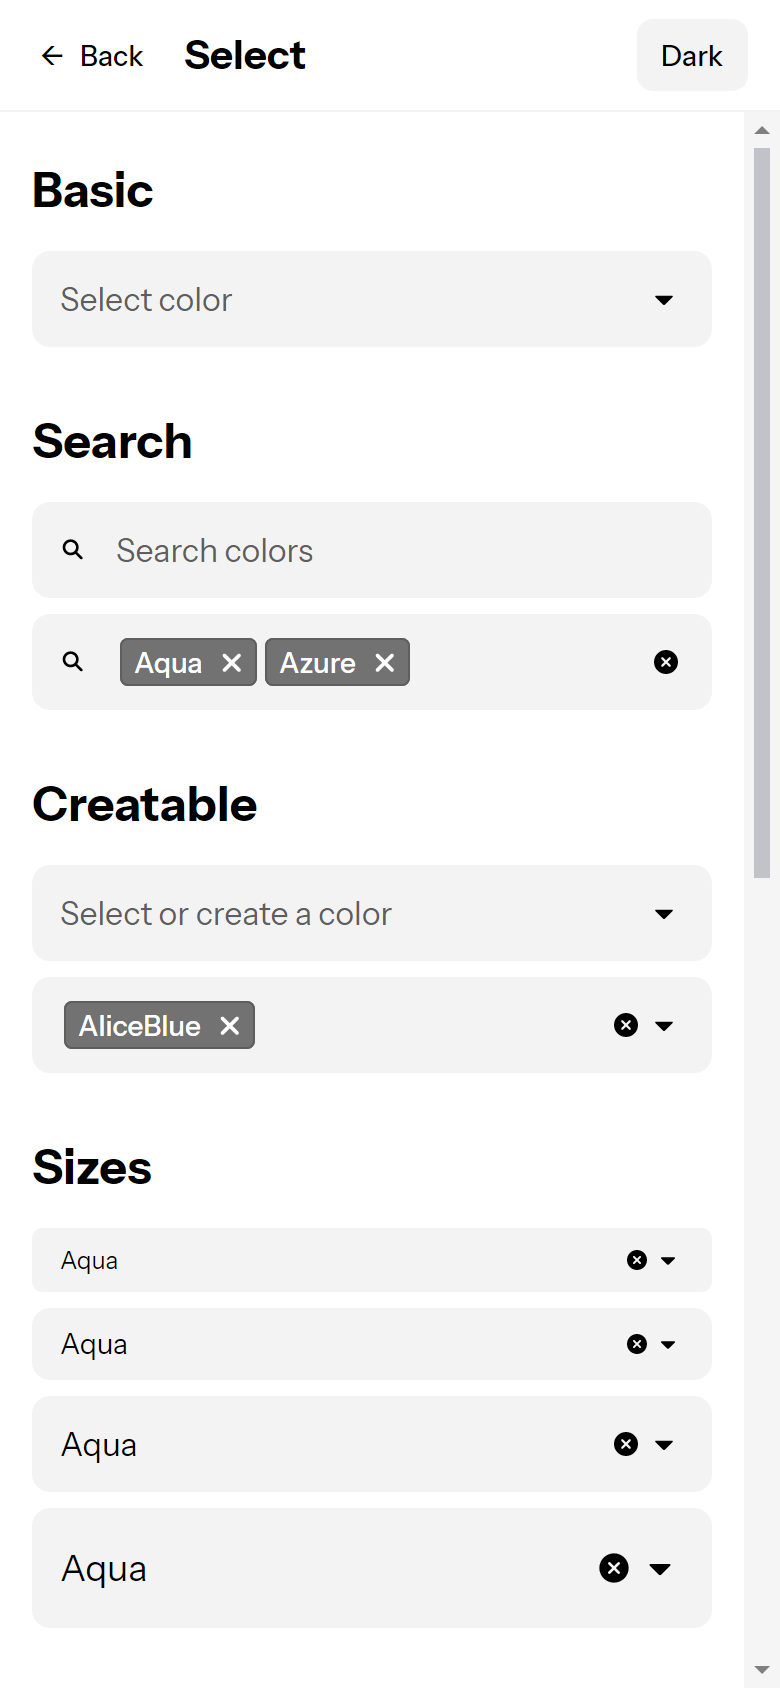 Back Select Dark
Basic
Select color
Search
Search colors
Aqua Azure
Creatable
Select or create a color
AliceBlue
Sizes
Aqua
Aqua
Aqua
Aqua